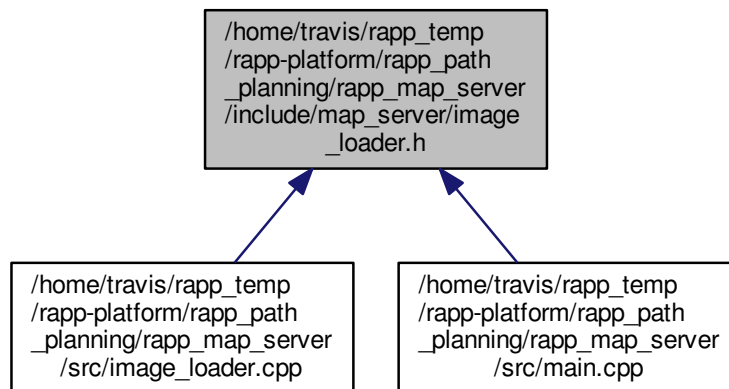 /home/travis/rapp_temp
/rapp-platform/rapp_path
_planning/rapp_map_server
/include/map_server/image
_loader.h
/home/travis/rapp_temp
/rapp-platform/rapp_path
_planning/rapp_map_server
/src/image_loader.cpp
/home/travis/rapp_temp
/rapp-platform/rapp_path
_planning/rapp_map_server
/src/main.cpp